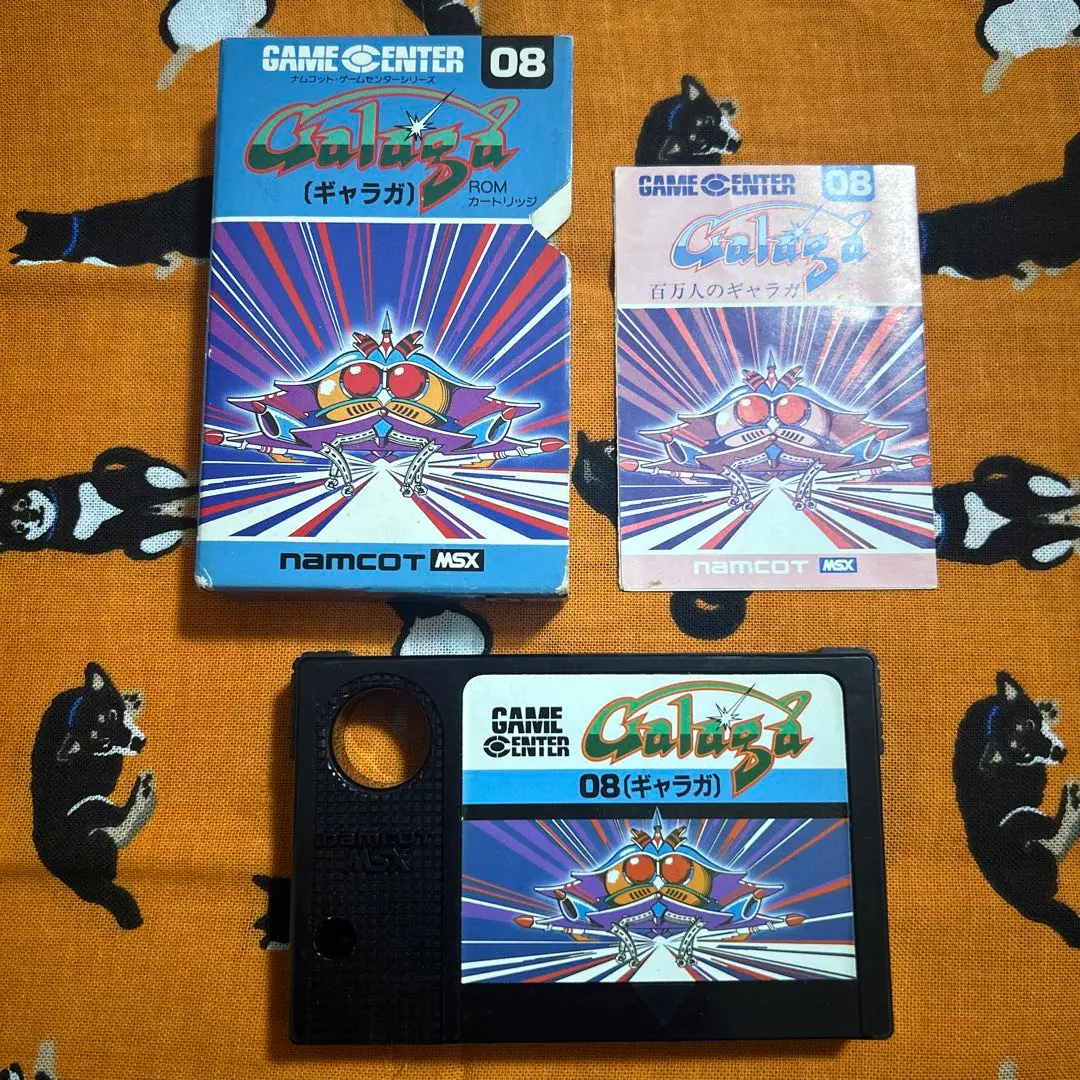 GAME CENTER 08
ナムコット・ゲームセンターシリーズ
Galaga
(ギャラガ)
ROM
カートリッジ
namcot MSX
GAME CENTER 08
Galaga
百万人のギャラガ
namcot MSX
GAME
CENTER
Galaga
08(ギャラガ)
namcot
MSX